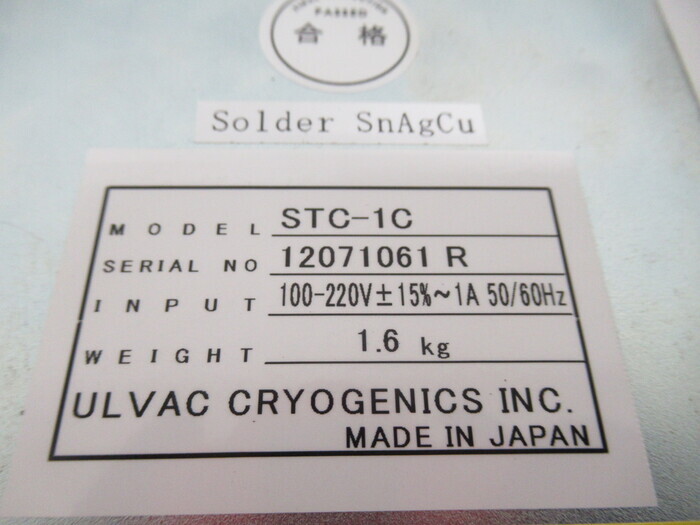 PASSED
合格
Solder SnAgCu
MODEL STC-1C
SERIAL NO 12071061 R
INPUT 100-220V±15%~1A 50/60Hz
WEIGHT 1.6 kg
ULVAC CRYOGENICS INC.
MADE IN JAPAN